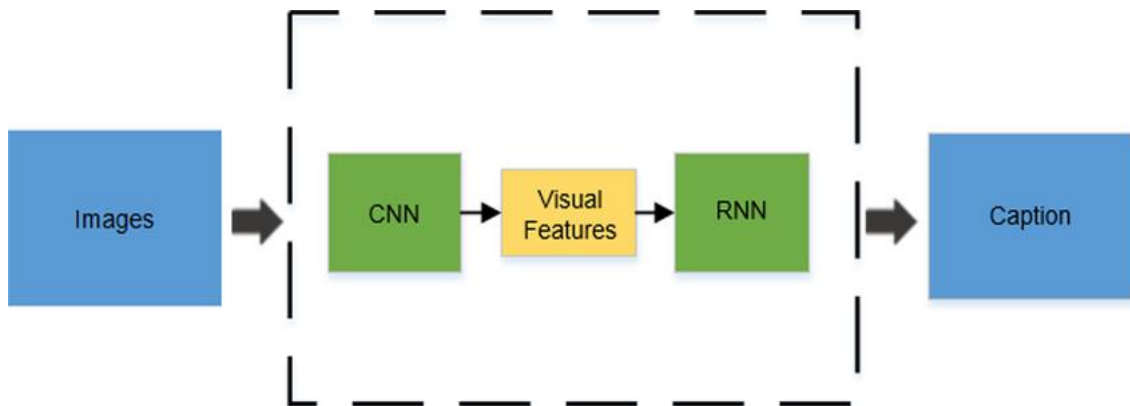 Images
CNN
Visual
Features
RNN
Caption